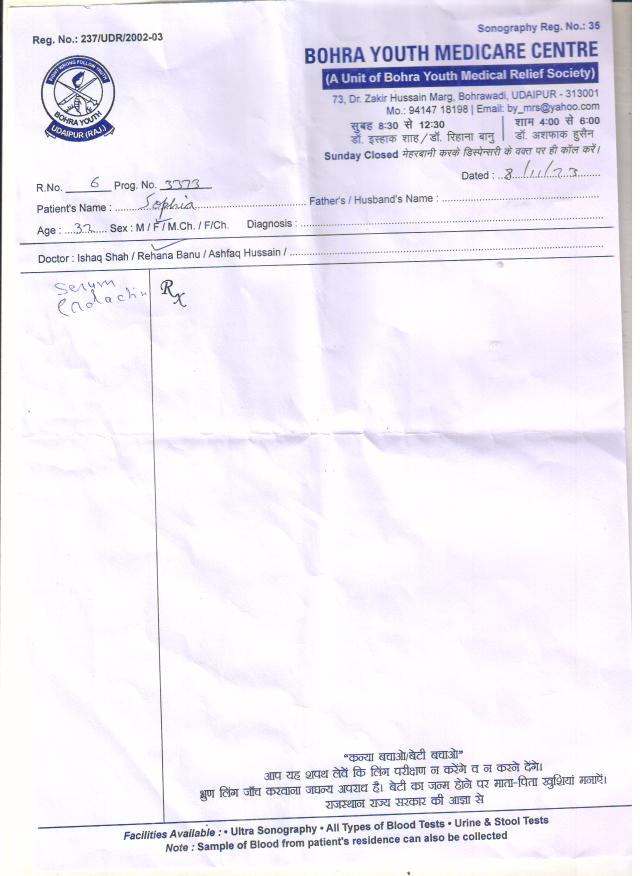 Sonography Reg. No.: 35
Reg. No.: 237/UDR/2002-03
BOHRA YOUTH MEDICARE CENTRE
(A Unit of Bohra Youth Medical Relief Society)
73, Dr. Zakir Hussain Marg, Bohrawadi, UDAIPUR - 313001
Mo.: 94147 18198 | Email: by_mrs@yahoo.com
सुबह 8:30 से 12:30 | शाम 4:00 से 6:00
डॉ. इस्हाक शाह/डॉ. रिहाना बानु | डॉ. अशफाक हुसैन
Sunday Closed मेहरबानी करके डिस्पेन्सरी के वक्त पर ही कॉल करें।
FIGHT WRONG FOLLOW TRUTH
BOHRA YOUTH
UDAIPUR (RAJ.)
R.No. 6 Prog. No. 3373
Dated : 8/11/23
Patient's Name : Sophia Father's / Husband's Name :
Age : 32 Sex : M / F / M.Ch. / F/Ch. Diagnosis :
Doctor : Ishaq Shah / Rehana Banu / Ashfaq Hussain /
Serum Rx
"कन्या बचाओ/बेटी बचाओ"
आप यह शपथ लेवें कि लिंग परीक्षण न करेंगे व न करने देंगे।
भ्रुण लिंग जाँच करवाना जघन्य अपराध है। बेटी का जन्म होने पर माता-पिता खुशियां मनाऐं।
राजस्थान राज्य सरकार की आज्ञा से
Facilities Available : • Ultra Sonography • All Types of Blood Tests • Urine & Stool Tests
Note : Sample of Blood from patient's residence can also be collected